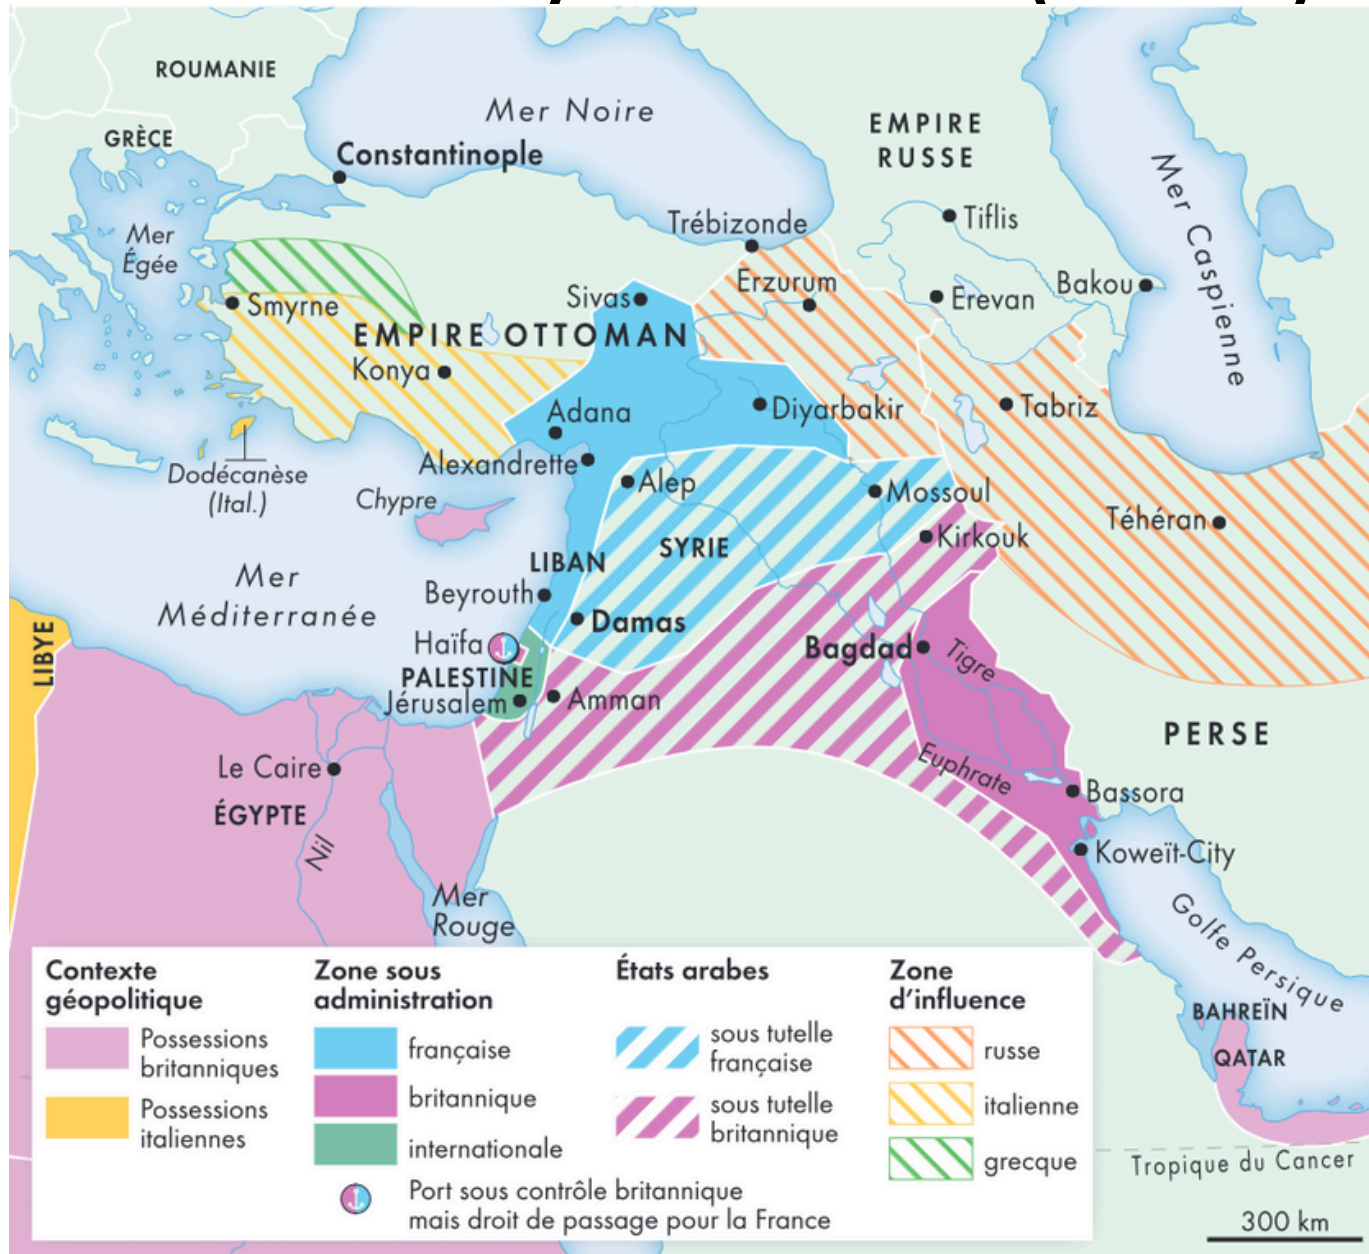 ROUMANIE
Mer Noire
GRÈCE
Constantinople
EMPIRE
RUSSE
Mer Caspienne
Mer
Égée
Trébizonde
Tiflis
Erzurum
Erevan
Bakou
Smyrne
Sivas
EMPIRE OTTOMAN
Konya
Adana
Diyarbakir
Tabriz
Dodécanèse
(Ital.)
Alexandrette
Alep
Mossoul
Chypre
Téhéran
Kirkouk
SYRIE
LIBAN
Mer
Méditerranée
Beyrouth
Damas
LIBYE
Haïfa
Bagdad
Tigre
PALESTINE
Jérusalem
Amman
PERSE
Le Caire
Euphrate
Bassora
ÉGYPTE
Nil
Koweït-City
Mer
Rouge
Golfe Persique
BAHREÏN
QATAR
Tropique du Cancer
300 km
Contexte
géopolitique
Possessions
britanniques
Possessions
italiennes
Zone sous
administration
française
britannique
internationale
Port sous contrôle britannique
mais droit de passage pour la France
États arabes
sous tutelle
française
sous tutelle
britannique
Zone
d'influence
russe
italienne
grecque